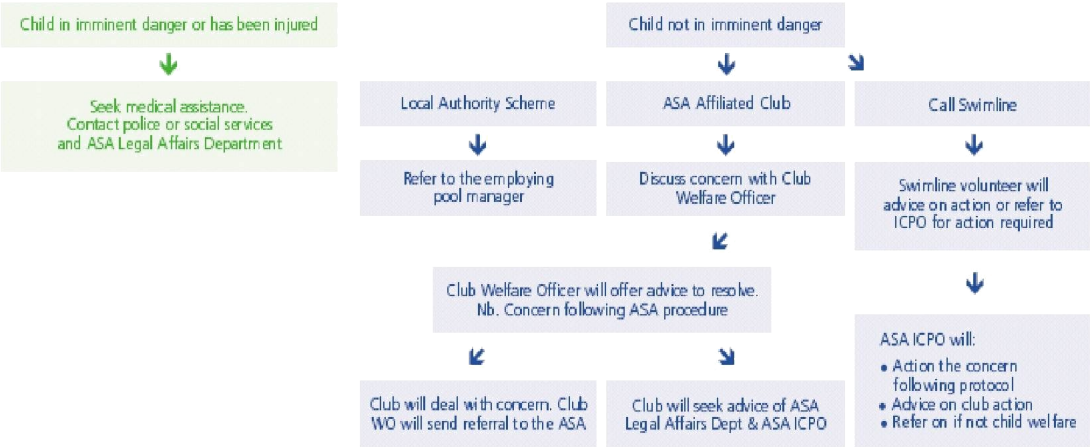 Child in imminent danger or has been injured
Seek medical assistance.
Contact police or social services
and ASA Legal Affairs Department
Child not in imminent danger
Local Authority Scheme
ASA Affiliated Club
Call Swimline
Refer to the employing
pool manager
Discuss concern with Club
Welfare Officer
Swimline volunteer will
advice on action or refer to
ICPO for action required
Club Welfare Officer will offer advice to resolve.
Nb. Concern following ASA procedure
Club will deal with concern. Club
WO will send referral to the ASA
Club will seek advice of ASA
Legal Affairs Dept & ASA ICPO
ASA ICPO will:
• Action the concern
following protocol
• Advice on club action
• Refer on if not child welfare